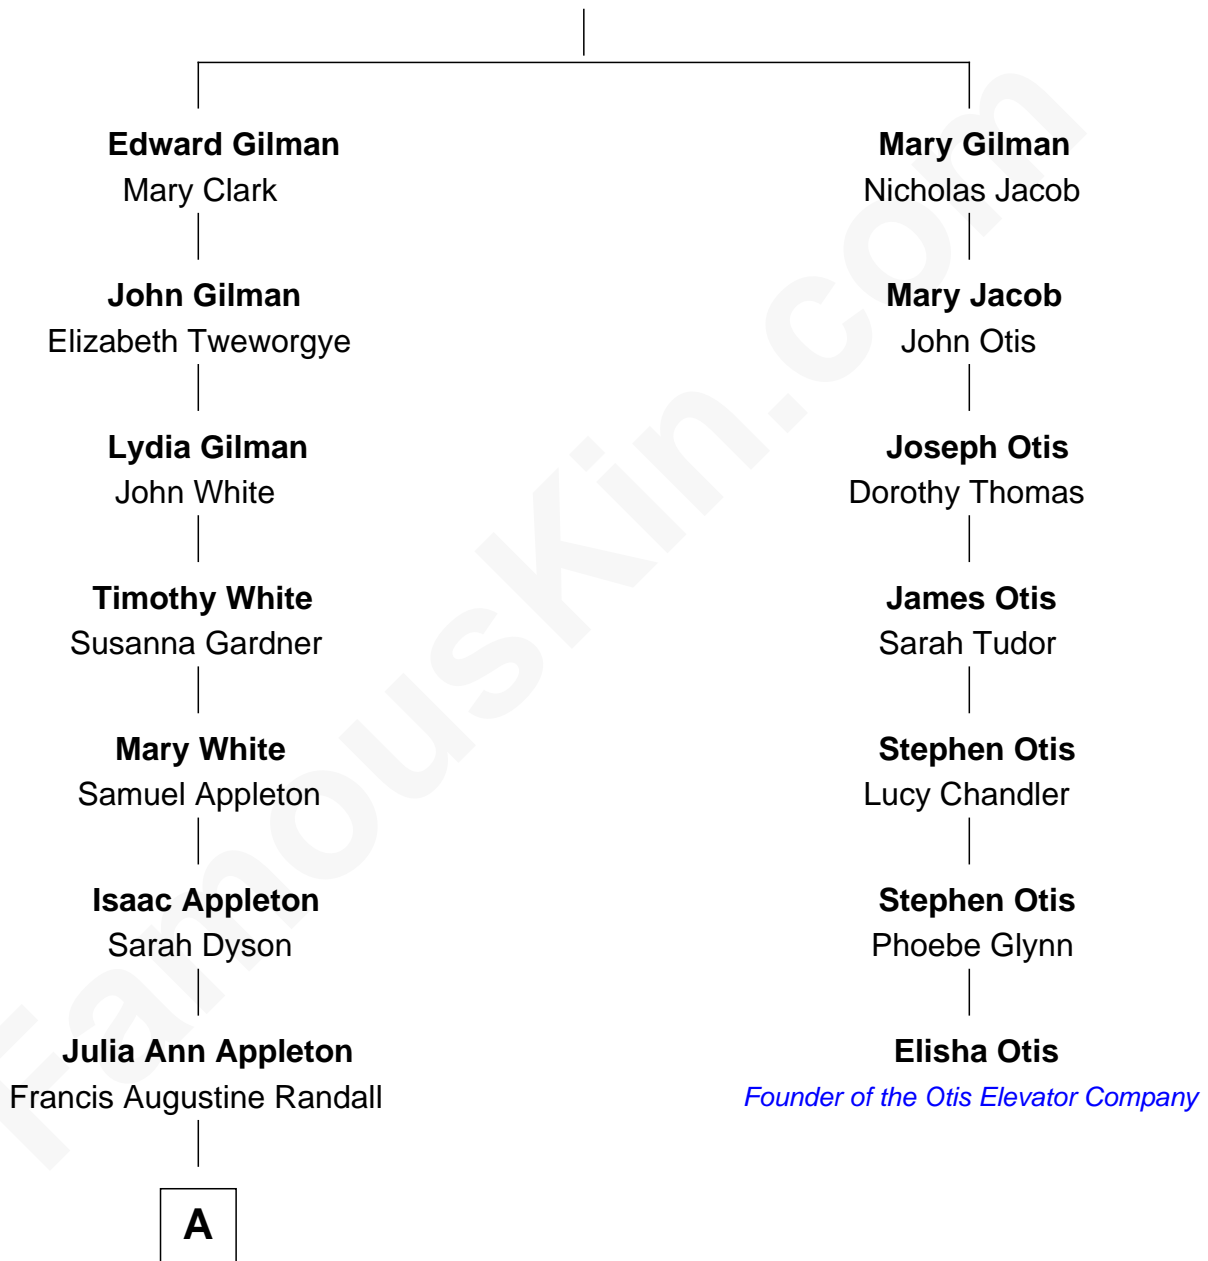 Edward Gilman
Mary Clark
John Gilman
Elizabeth Tweworgye
Lydia Gilman
John White
Timothy White
Susanna Gardner
Mary White
Samuel Appleton
Isaac Appleton
Sarah Dyson
Julia Ann Appleton
Francis Augustine Randall
A
Mary Gilman
Nicholas Jacob
Mary Jacob
John Otis
Joseph Otis
Dorothy Thomas
James Otis
Sarah Tudor
Stephen Otis
Lucy Chandler
Stephen Otis
Phoebe Glynn
Elisha Otis
Founder of the Otis Elevator Company
FamousKin.com